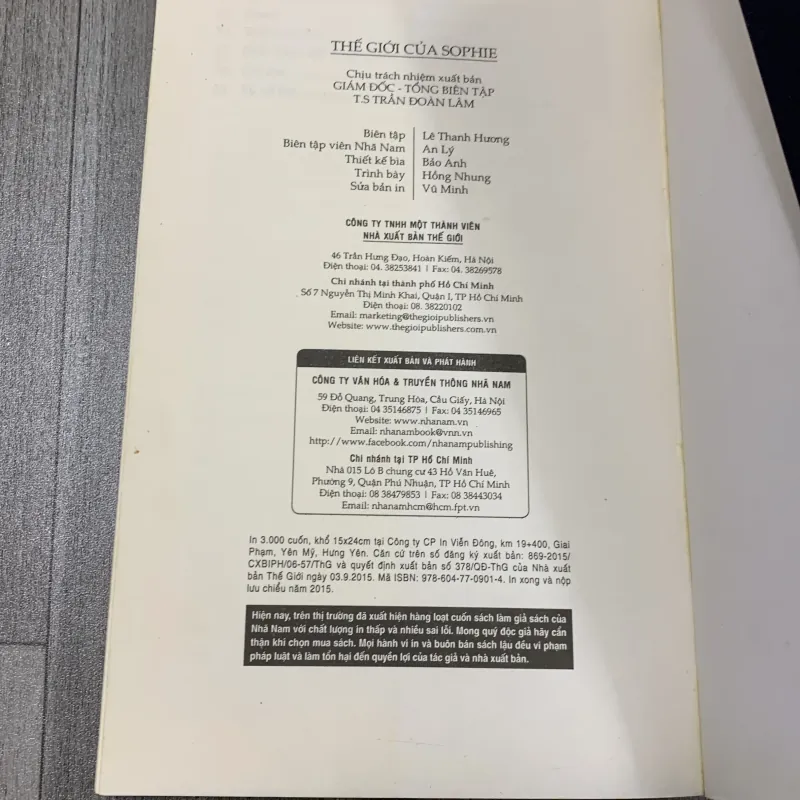 THẾ GIỚI CỦA SOPHIE
Chịu trách nhiệm xuất bản
GIÁM ĐỐC - TỔNG BIÊN TẬP
T.S TRẦN ĐOÀN LÂM
Biên tập | Lê Thanh Hương
Biên tập viên Nhã Nam | An Lý
Thiết kế bìa | Bảo Anh
Trình bày | Hồng Nhung
Sửa bản in | Vũ Minh
CÔNG TY TNHH MỘT THÀNH VIÊN
NHÀ XUẤT BẢN THẾ GIỚI
46 Trần Hưng Đạo, Hoàn Kiếm, Hà Nội
Điện thoại: 04. 38253841 | Fax: 04. 38269578
Chi nhánh tại thành phố Hồ Chí Minh
Số 7 Nguyễn Thị Minh Khai, Quận I, TP Hồ Chí Minh
Điện thoại: 08. 38220102
Email: marketing@thegioipublishers.vn
Website: www.thegioipublishers.com.vn
LIÊN KẾT XUẤT BẢN VÀ PHÁT HÀNH
CÔNG TY VĂN HÓA & TRUYỀN THÔNG NHÃ NAM
59 Đỗ Quang, Trung Hòa, Cầu Giấy, Hà Nội
Điện thoại: 04 35146875 | Fax: 04 35146965
Website: www.nhanam.vn
Email: nhanambook@vnn.vn
http://www.facebook.com/nhanampublishing
Chi nhánh tại TP Hồ Chí Minh
Nhà 015 Lô B chung cư 43 Hồ Văn Huê,
Phường 9, Quận Phú Nhuận, TP Hồ Chí Minh
Điện thoại: 08 38479853 | Fax: 08 38443034
Email: nhanamhcm@hcm.fpt.vn
In 3.000 cuốn, khổ 15x24cm tại Công ty CP In Viễn Đông, km 19+400, Giai
Phạm, Yên Mỹ, Hưng Yên. Căn cứ trên số đăng ký xuất bản: 869-2015/
CXBIPH/06-57/ThG và quyết định xuất bản số 378/QĐ-ThG của Nhà xuất
bản Thế Giới ngày 03.9.2015. Mã ISBN: 978-604-77-0901-4. In xong và nộp
lưu chiểu năm 2015.
Hiện nay, trên thị trường đã xuất hiện hàng loạt cuốn sách làm giả sách của
Nhã Nam với chất lượng in thấp và nhiều sai lỗi. Mong quý độc giả hãy cẩn
thận khi chọn mua sách. Mọi hành vi in và buôn bán sách lậu đều vi phạm
pháp luật và làm tổn hại đến quyền lợi của tác giả và nhà xuất bản.